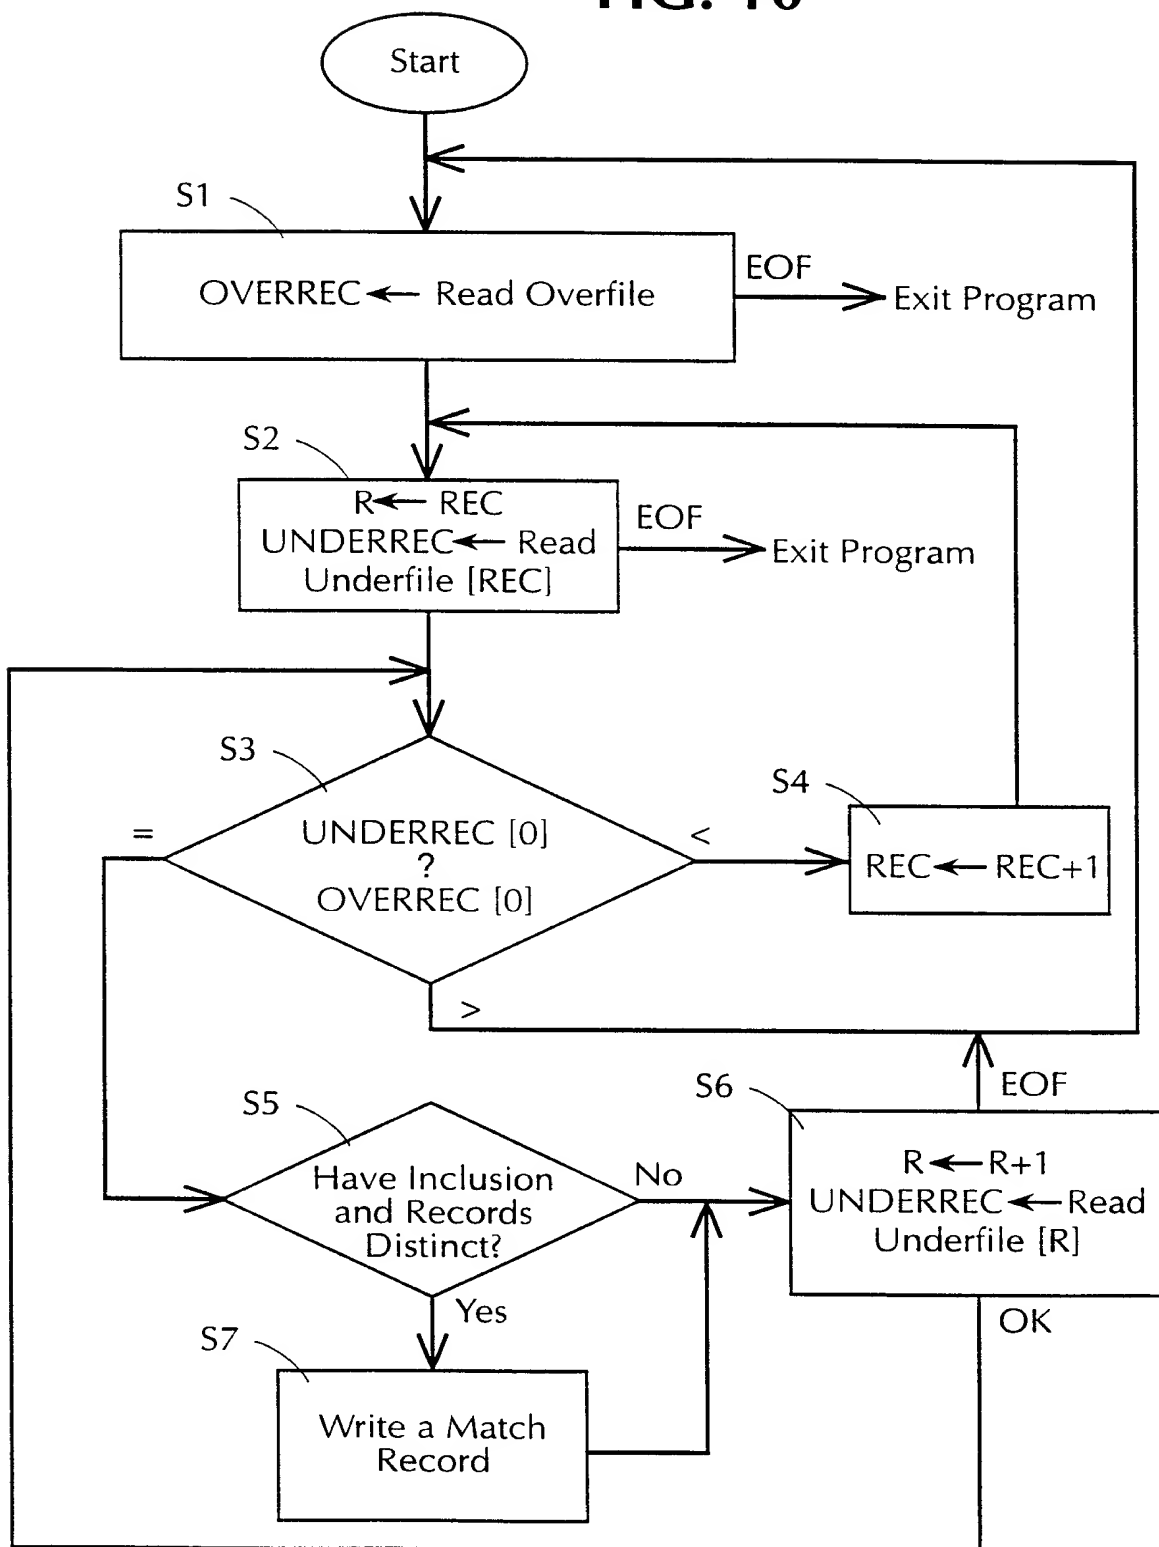 Start
S1
OVERREC ← Read Overfile
EOF
Exit Program
S2
R ← REC
UNDERREC ← Read
Underfile [REC]
EOF
Exit Program
S3
=
UNDERREC [0]
?
OVERREC [0]
<
S4
REC ← REC+1
>
S5
Have Inclusion
and Records
Distinct?
No
S6
EOF
R ← R+1
UNDERREC ← Read
Underfile [R]
OK
Yes
S7
Write a Match
Record